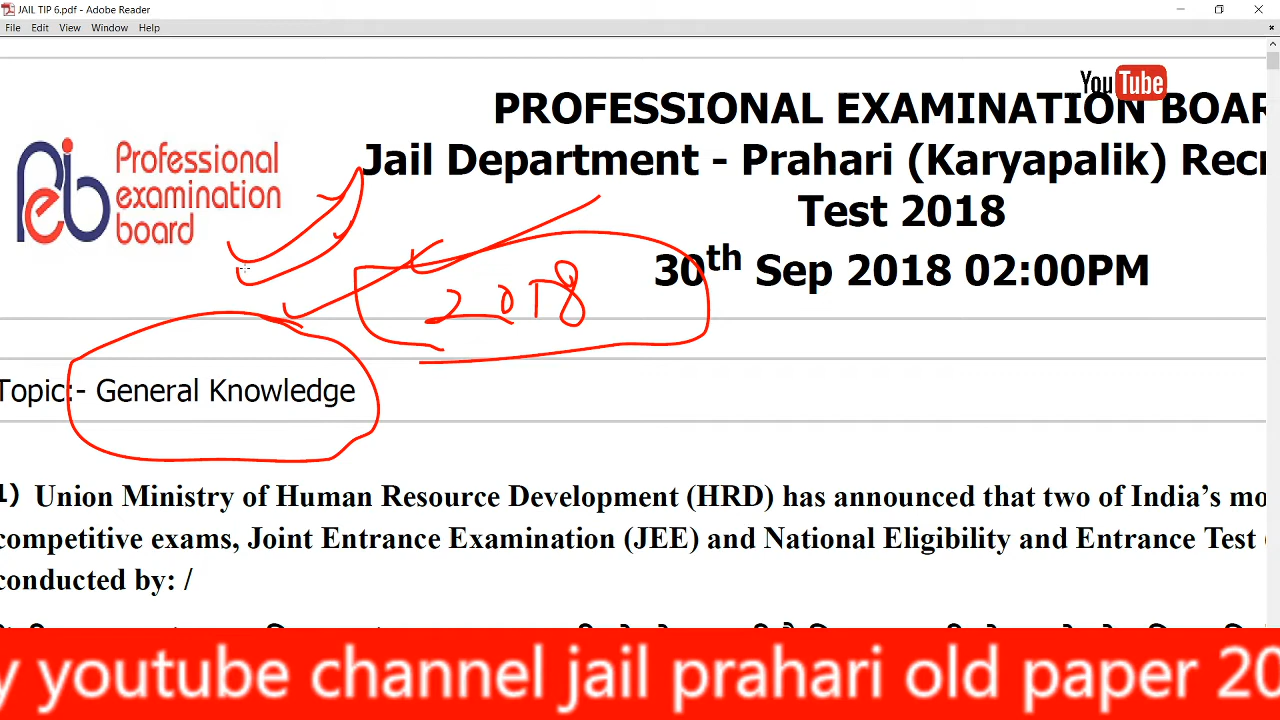 JAIL TIP 6.pdf - Adobe Reader
File Edit View Window Help
YouTube
PROFESSIONAL EXAMINATION BOAR
Professional
examination
board
Jail Department - Prahari (Karyapalik) Recr
Test 2018
30th Sep 2018 02:00PM
2018
Topic:- General Knowledge
1) Union Ministry of Human Resource Development (HRD) has announced that two of India's mo
competitive exams, Joint Entrance Examination (JEE) and National Eligibility and Entrance Test
conducted by: /
y youtube channel jail prahari old paper 20